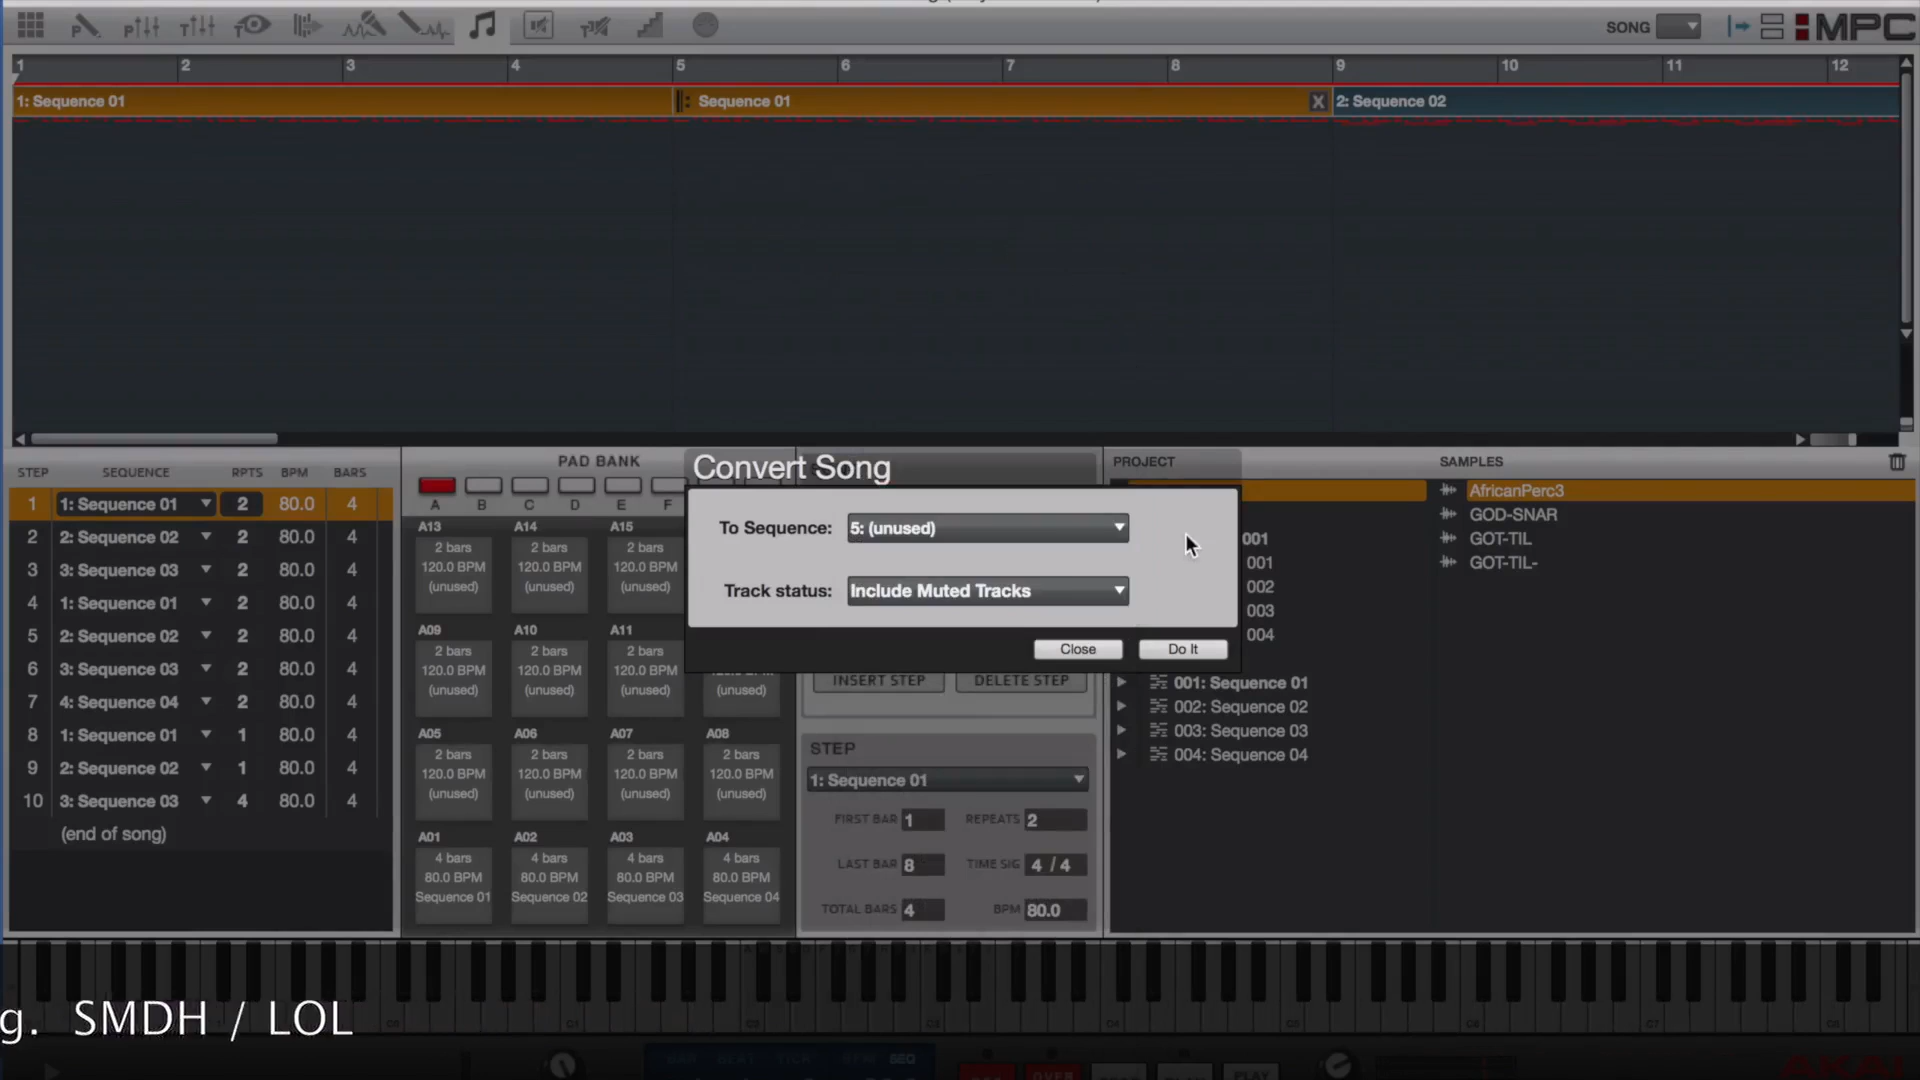 SONG MPC
1 2 3 4 5 6 7 8 9 10 11 12
1: Sequence 01 Sequence 01 X 2: Sequence 02
STEP SEQUENCE RPTS BPM BARS
1 1: Sequence 01 2 80.0 4
2 2: Sequence 02 2 80.0 4
3 3: Sequence 03 2 80.0 4
4 1: Sequence 01 2 80.0 4
5 2: Sequence 02 2 80.0 4
6 3: Sequence 03 2 80.0 4
7 4: Sequence 04 2 80.0 4
8 1: Sequence 01 1 80.0 4
9 2: Sequence 02 1 80.0 4
10 3: Sequence 03 4 80.0 4
(end of song)
PAD BANK
A B C D E F
A13 A14 A15
2 bars 2 bars 2 bars
120.0 BPM 120.0 BPM 120.0 BPM
(unused) (unused) (unused)
A09 A10 A11
2 bars 2 bars 2 bars
120.0 BPM 120.0 BPM 120.0 BPM 120.0 BPM
(unused) (unused) (unused) (unused)
A05 A06 A07 A08
2 bars 2 bars 2 bars 2 bars
120.0 BPM 120.0 BPM 120.0 BPM 120.0 BPM
(unused) (unused) (unused) (unused)
A01 A02 A03 A04
4 bars 4 bars 4 bars 4 bars
80.0 BPM 80.0 BPM 80.0 BPM 80.0 BPM
Sequence 01 Sequence 02 Sequence 03 Sequence 04
Convert Song
To Sequence: 5: (unused)
Track status: Include Muted Tracks
Close Do It
INSERT STEP DELETE STEP
STEP
1: Sequence 01
FIRST BAR 1 REPEATS 2
LAST BAR 8 TIME SIG 4 / 4
TOTAL BARS 4 BPM 80.0
PROJECT
001
001
002
003
004
001: Sequence 01
002: Sequence 02
003: Sequence 03
004: Sequence 04
SAMPLES
AfricanPerc3
GOD-SNAR
GOT-TIL
GOT-TIL-
g. SMDH / LOL
BAR BEAT TICK BPM SEQ
OVER PLAY
AKAI